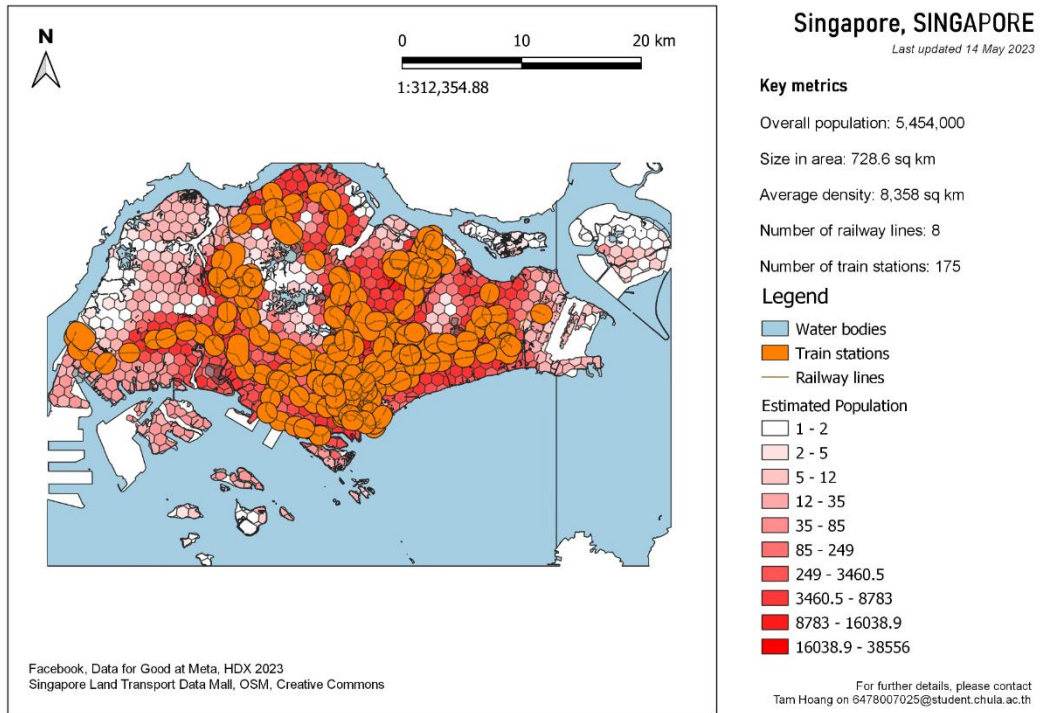 N
0 10 20 km
1:312,354.88
Facebook, Data for Good at Meta, HDX 2023
Singapore Land Transport Data Mall, OSM, Creative Commons
Singapore, SINGAPORE
Last updated 14 May 2023
Key metrics
Overall population: 5,454,000
Size in area: 728.6 sq km
Average density: 8,358 sq km
Number of railway lines: 8
Number of train stations: 175
Legend
Water bodies
Train stations
Railway lines
Estimated Population
1 - 2
2 - 5
5 - 12
12 - 35
35 - 85
85 - 249
249 - 3460.5
3460.5 - 8783
8783 - 16038.9
16038.9 - 38556
For further details, please contact
Tam Hoang on 6478007025@student.chula.ac.th